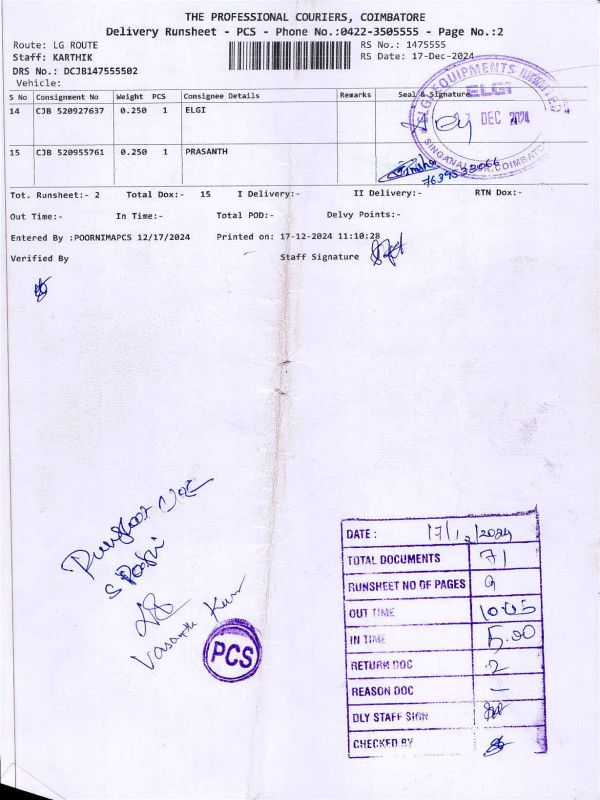 THE PROFESSIONAL COURIERS, COIMBATORE
Delivery Runsheet - PCS - Phone No.:0422-3505555 - Page No.:2
Route: LG ROUTE RS No.: 1475555
Staff: KARTHIK RS Date: 17-Dec-2024
DRS No.: DCJB147555502
Vehicle:
S No Consignment No Weight PCS Consignee Details Remarks Seal & Signature
14 CJB 520927637 0.250 1 ELGI
ELGI EQUIPMENTS LIMITED
ELGI
DEC 2024
SINGANALLUR, COIMBATORE
15 CJB 520955761 0.250 1 PRASANTH
7639533066
Tot. Runsheet:- 2 Total Dox:- 15 I Delivery:- II Delivery:- RTN Dox:-
Out Time:- In Time:- Total POD:- Delvy Points:-
Entered By :POORNIMAPCS 12/17/2024 Printed on: 17-12-2024 11:10:28
Verified By Staff Signature
Vasanth
PCS
DATE : 17/12/2024
TOTAL DOCUMENTS 71
RUNSHEET NO OF PAGES
OUT TIME
IN TIME 5.00
RETURN DOC 2
REASON DOC —
DLY STAFF SIGN
CHECKED BY